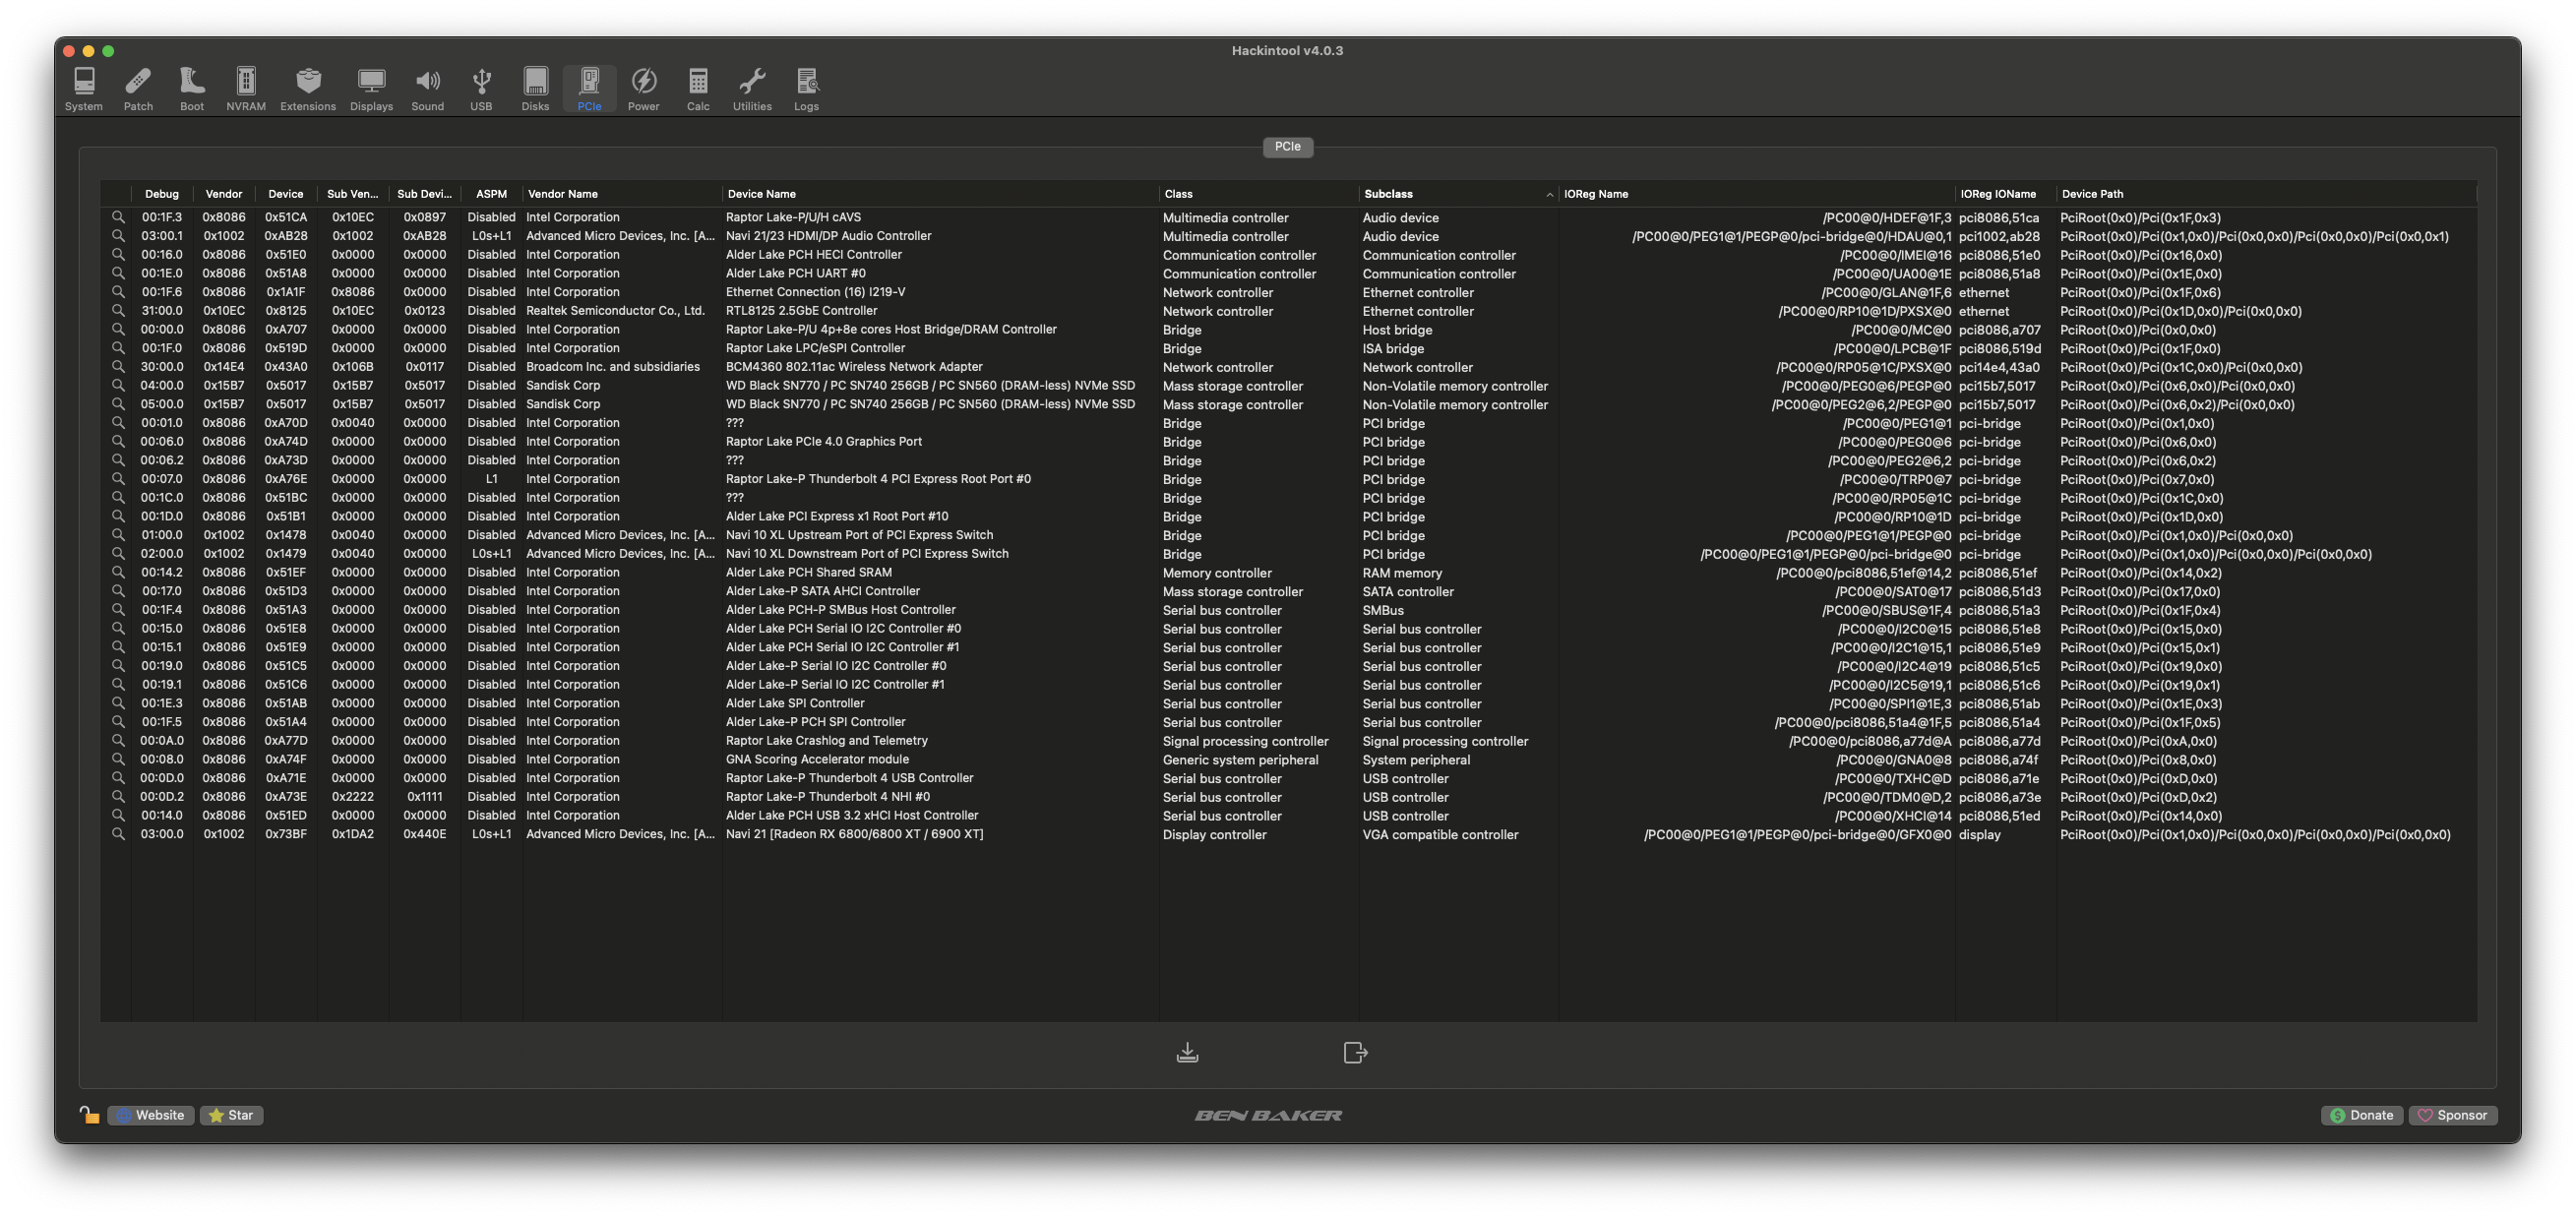 Hackintool v4.0.3
System Patch Boot NVRAM Extensions Displays Sound USB Disks PCIe Power Calc Utilities Logs
PCIe
Debug Vendor Device Sub Ven... Sub Devi... ASPM Vendor Name Device Name Class Subclass IOReg Name IOReg IOName Device Path
00:1F.3 0x8086 0x51CA 0x10EC 0x0897 Disabled Intel Corporation Raptor Lake-P/U/H cAVS Multimedia controller Audio device /PC00@0/HDEF@1F,3 pci8086,51ca PciRoot(0x0)/Pci(0x1F,0x3)
03:00.1 0x1002 0xAB28 0x1002 0xAB28 L0s+L1 Advanced Micro Devices, Inc. [A... Navi 21/23 HDMI/DP Audio Controller Multimedia controller Audio device /PC00@0/PEG1@1/PEGP@0/pci-bridge@0/HDAU@0,1 pci1002,ab28 PciRoot(0x0)/Pci(0x1,0x0)/Pci(0x0,0x0)/Pci(0x0,0x0)/Pci(0x0,0x1)
00:16.0 0x8086 0x51E0 0x0000 0x0000 Disabled Intel Corporation Alder Lake PCH HECI Controller Communication controller Communication controller /PC00@0/IMEI@16 pci8086,51e0 PciRoot(0x0)/Pci(0x16,0x0)
00:1E.0 0x8086 0x51A8 0x0000 0x0000 Disabled Intel Corporation Alder Lake PCH UART #0 Communication controller Communication controller /PC00@0/UA00@1E pci8086,51a8 PciRoot(0x0)/Pci(0x1E,0x0)
00:1F.6 0x8086 0x1A1F 0x8086 0x0000 Disabled Intel Corporation Ethernet Connection (16) I219-V Network controller Ethernet controller /PC00@0/GLAN@1F,6 ethernet PciRoot(0x0)/Pci(0x1F,0x6)
31:00.0 0x10EC 0x8125 0x10EC 0x0123 Disabled Realtek Semiconductor Co., Ltd. RTL8125 2.5GbE Controller Network controller Ethernet controller /PC00@0/RP10@1D/PXSX@0 ethernet PciRoot(0x0)/Pci(0x1D,0x0)/Pci(0x0,0x0)
00:00.0 0x8086 0xA707 0x0000 0x0000 Disabled Intel Corporation Raptor Lake-P/U 4p+8e cores Host Bridge/DRAM Controller Bridge Host bridge /PC00@0/MC@0 pci8086,a707 PciRoot(0x0)/Pci(0x0,0x0)
00:1F.0 0x8086 0x519D 0x0000 0x0000 Disabled Intel Corporation Raptor Lake LPC/eSPI Controller Bridge ISA bridge /PC00@0/LPCB@1F pci8086,519d PciRoot(0x0)/Pci(0x1F,0x0)
30:00.0 0x14E4 0x43A0 0x106B 0x0117 Disabled Broadcom Inc. and subsidiaries BCM4360 802.11ac Wireless Network Adapter Network controller Network controller /PC00@0/RP05@1C/PXSX@0 pci14e4,43a0 PciRoot(0x0)/Pci(0x1C,0x0)/Pci(0x0,0x0)
04:00.0 0x15B7 0x5017 0x15B7 0x5017 Disabled Sandisk Corp WD Black SN770 / PC SN740 256GB / PC SN560 (DRAM-less) NVMe SSD Mass storage controller Non-Volatile memory controller /PC00@0/PEG0@6/PEGP@0 pci15b7,5017 PciRoot(0x0)/Pci(0x6,0x0)/Pci(0x0,0x0)
05:00.0 0x15B7 0x5017 0x15B7 0x5017 Disabled Sandisk Corp WD Black SN770 / PC SN740 256GB / PC SN560 (DRAM-less) NVMe SSD Mass storage controller Non-Volatile memory controller /PC00@0/PEG2@6,2/PEGP@0 pci15b7,5017 PciRoot(0x0)/Pci(0x6,0x2)/Pci(0x0,0x0)
00:01.0 0x8086 0xA70D 0x0040 0x0000 Disabled Intel Corporation ??? Bridge PCI bridge /PC00@0/PEG1@1 pci-bridge PciRoot(0x0)/Pci(0x1,0x0)
00:06.0 0x8086 0xA74D 0x0000 0x0000 Disabled Intel Corporation Raptor Lake PCIe 4.0 Graphics Port Bridge PCI bridge /PC00@0/PEG0@6 pci-bridge PciRoot(0x0)/Pci(0x6,0x0)
00:06.2 0x8086 0xA73D 0x0000 0x0000 Disabled Intel Corporation ??? Bridge PCI bridge /PC00@0/PEG2@6,2 pci-bridge PciRoot(0x0)/Pci(0x6,0x2)
00:07.0 0x8086 0xA76E 0x0000 0x0000 L1 Intel Corporation Raptor Lake-P Thunderbolt 4 PCI Express Root Port #0 Bridge PCI bridge /PC00@0/TRP0@7 pci-bridge PciRoot(0x0)/Pci(0x7,0x0)
00:1C.0 0x8086 0x51BC 0x0000 0x0000 Disabled Intel Corporation ??? Bridge PCI bridge /PC00@0/RP05@1C pci-bridge PciRoot(0x0)/Pci(0x1C,0x0)
00:1D.0 0x8086 0x51B1 0x0000 0x0000 Disabled Intel Corporation Alder Lake PCI Express x1 Root Port #10 Bridge PCI bridge /PC00@0/RP10@1D pci-bridge PciRoot(0x0)/Pci(0x1D,0x0)
01:00.0 0x1002 0x1478 0x0040 0x0000 Disabled Advanced Micro Devices, Inc. [A... Navi 10 XL Upstream Port of PCI Express Switch Bridge PCI bridge /PC00@0/PEG1@1/PEGP@0 pci-bridge PciRoot(0x0)/Pci(0x1,0x0)/Pci(0x0,0x0)
02:00.0 0x1002 0x1479 0x0040 0x0000 L0s+L1 Advanced Micro Devices, Inc. [A... Navi 10 XL Downstream Port of PCI Express Switch Bridge PCI bridge /PC00@0/PEG1@1/PEGP@0/pci-bridge@0 pci-bridge PciRoot(0x0)/Pci(0x1,0x0)/Pci(0x0,0x0)/Pci(0x0,0x0)
00:14.2 0x8086 0x51EF 0x0000 0x0000 Disabled Intel Corporation Alder Lake PCH Shared SRAM Memory controller RAM memory /PC00@0/pci8086,51ef@14,2 pci8086,51ef PciRoot(0x0)/Pci(0x14,0x2)
00:17.0 0x8086 0x51D3 0x0000 0x0000 Disabled Intel Corporation Alder Lake-P SATA AHCI Controller Mass storage controller SATA controller /PC00@0/SAT0@17 pci8086,51d3 PciRoot(0x0)/Pci(0x17,0x0)
00:1F.4 0x8086 0x51A3 0x0000 0x0000 Disabled Intel Corporation Alder Lake PCH-P SMBus Host Controller Serial bus controller SMBus /PC00@0/SBUS@1F,4 pci8086,51a3 PciRoot(0x0)/Pci(0x1F,0x4)
00:15.0 0x8086 0x51E8 0x0000 0x0000 Disabled Intel Corporation Alder Lake PCH Serial IO I2C Controller #0 Serial bus controller Serial bus controller /PC00@0/I2C0@15 pci8086,51e8 PciRoot(0x0)/Pci(0x15,0x0)
00:15.1 0x8086 0x51E9 0x0000 0x0000 Disabled Intel Corporation Alder Lake PCH Serial IO I2C Controller #1 Serial bus controller Serial bus controller /PC00@0/I2C1@15,1 pci8086,51e9 PciRoot(0x0)/Pci(0x15,0x1)
00:19.0 0x8086 0x51C5 0x0000 0x0000 Disabled Intel Corporation Alder Lake-P Serial IO I2C Controller #0 Serial bus controller Serial bus controller /PC00@0/I2C4@19 pci8086,51c5 PciRoot(0x0)/Pci(0x19,0x0)
00:19.1 0x8086 0x51C6 0x0000 0x0000 Disabled Intel Corporation Alder Lake-P Serial IO I2C Controller #1 Serial bus controller Serial bus controller /PC00@0/I2C5@19,1 pci8086,51c6 PciRoot(0x0)/Pci(0x19,0x1)
00:1E.3 0x8086 0x51AB 0x0000 0x0000 Disabled Intel Corporation Alder Lake SPI Controller Serial bus controller Serial bus controller /PC00@0/SPI1@1E,3 pci8086,51ab PciRoot(0x0)/Pci(0x1E,0x3)
00:1F.5 0x8086 0x51A4 0x0000 0x0000 Disabled Intel Corporation Alder Lake-P PCH SPI Controller Serial bus controller Serial bus controller /PC00@0/pci8086,51a4@1F,5 pci8086,51a4 PciRoot(0x0)/Pci(0x1F,0x5)
00:0A.0 0x8086 0xA77D 0x0000 0x0000 Disabled Intel Corporation Raptor Lake Crashlog and Telemetry Signal processing controller Signal processing controller /PC00@0/pci8086,a77d@A pci8086,a77d PciRoot(0x0)/Pci(0xA,0x0)
00:08.0 0x8086 0xA74F 0x0000 0x0000 Disabled Intel Corporation GNA Scoring Accelerator module Generic system peripheral System peripheral /PC00@0/GNA0@8 pci8086,a74f PciRoot(0x0)/Pci(0x8,0x0)
00:0D.0 0x8086 0xA71E 0x0000 0x0000 Disabled Intel Corporation Raptor Lake-P Thunderbolt 4 USB Controller Serial bus controller USB controller /PC00@0/TXHC@D pci8086,a71e PciRoot(0x0)/Pci(0xD,0x0)
00:0D.2 0x8086 0xA73E 0x2222 0x1111 Disabled Intel Corporation Raptor Lake-P Thunderbolt 4 NHI #0 Serial bus controller USB controller /PC00@0/TDM0@D,2 pci8086,a73e PciRoot(0x0)/Pci(0xD,0x2)
00:14.0 0x8086 0x51ED 0x0000 0x0000 Disabled Intel Corporation Alder Lake PCH USB 3.2 xHCI Host Controller Serial bus controller USB controller /PC00@0/XHCI@14 pci8086,51ed PciRoot(0x0)/Pci(0x14,0x0)
03:00.0 0x1002 0x73BF 0x1DA2 0x440E L0s+L1 Advanced Micro Devices, Inc. [A... Navi 21 [Radeon RX 6800/6800 XT / 6900 XT] Display controller VGA compatible controller /PC00@0/PEG1@1/PEGP@0/pci-bridge@0/GFX0@0 display PciRoot(0x0)/Pci(0x1,0x0)/Pci(0x0,0x0)/Pci(0x0,0x0)/Pci(0x0,0x0)
Website Star BEN BAKER Donate Sponsor